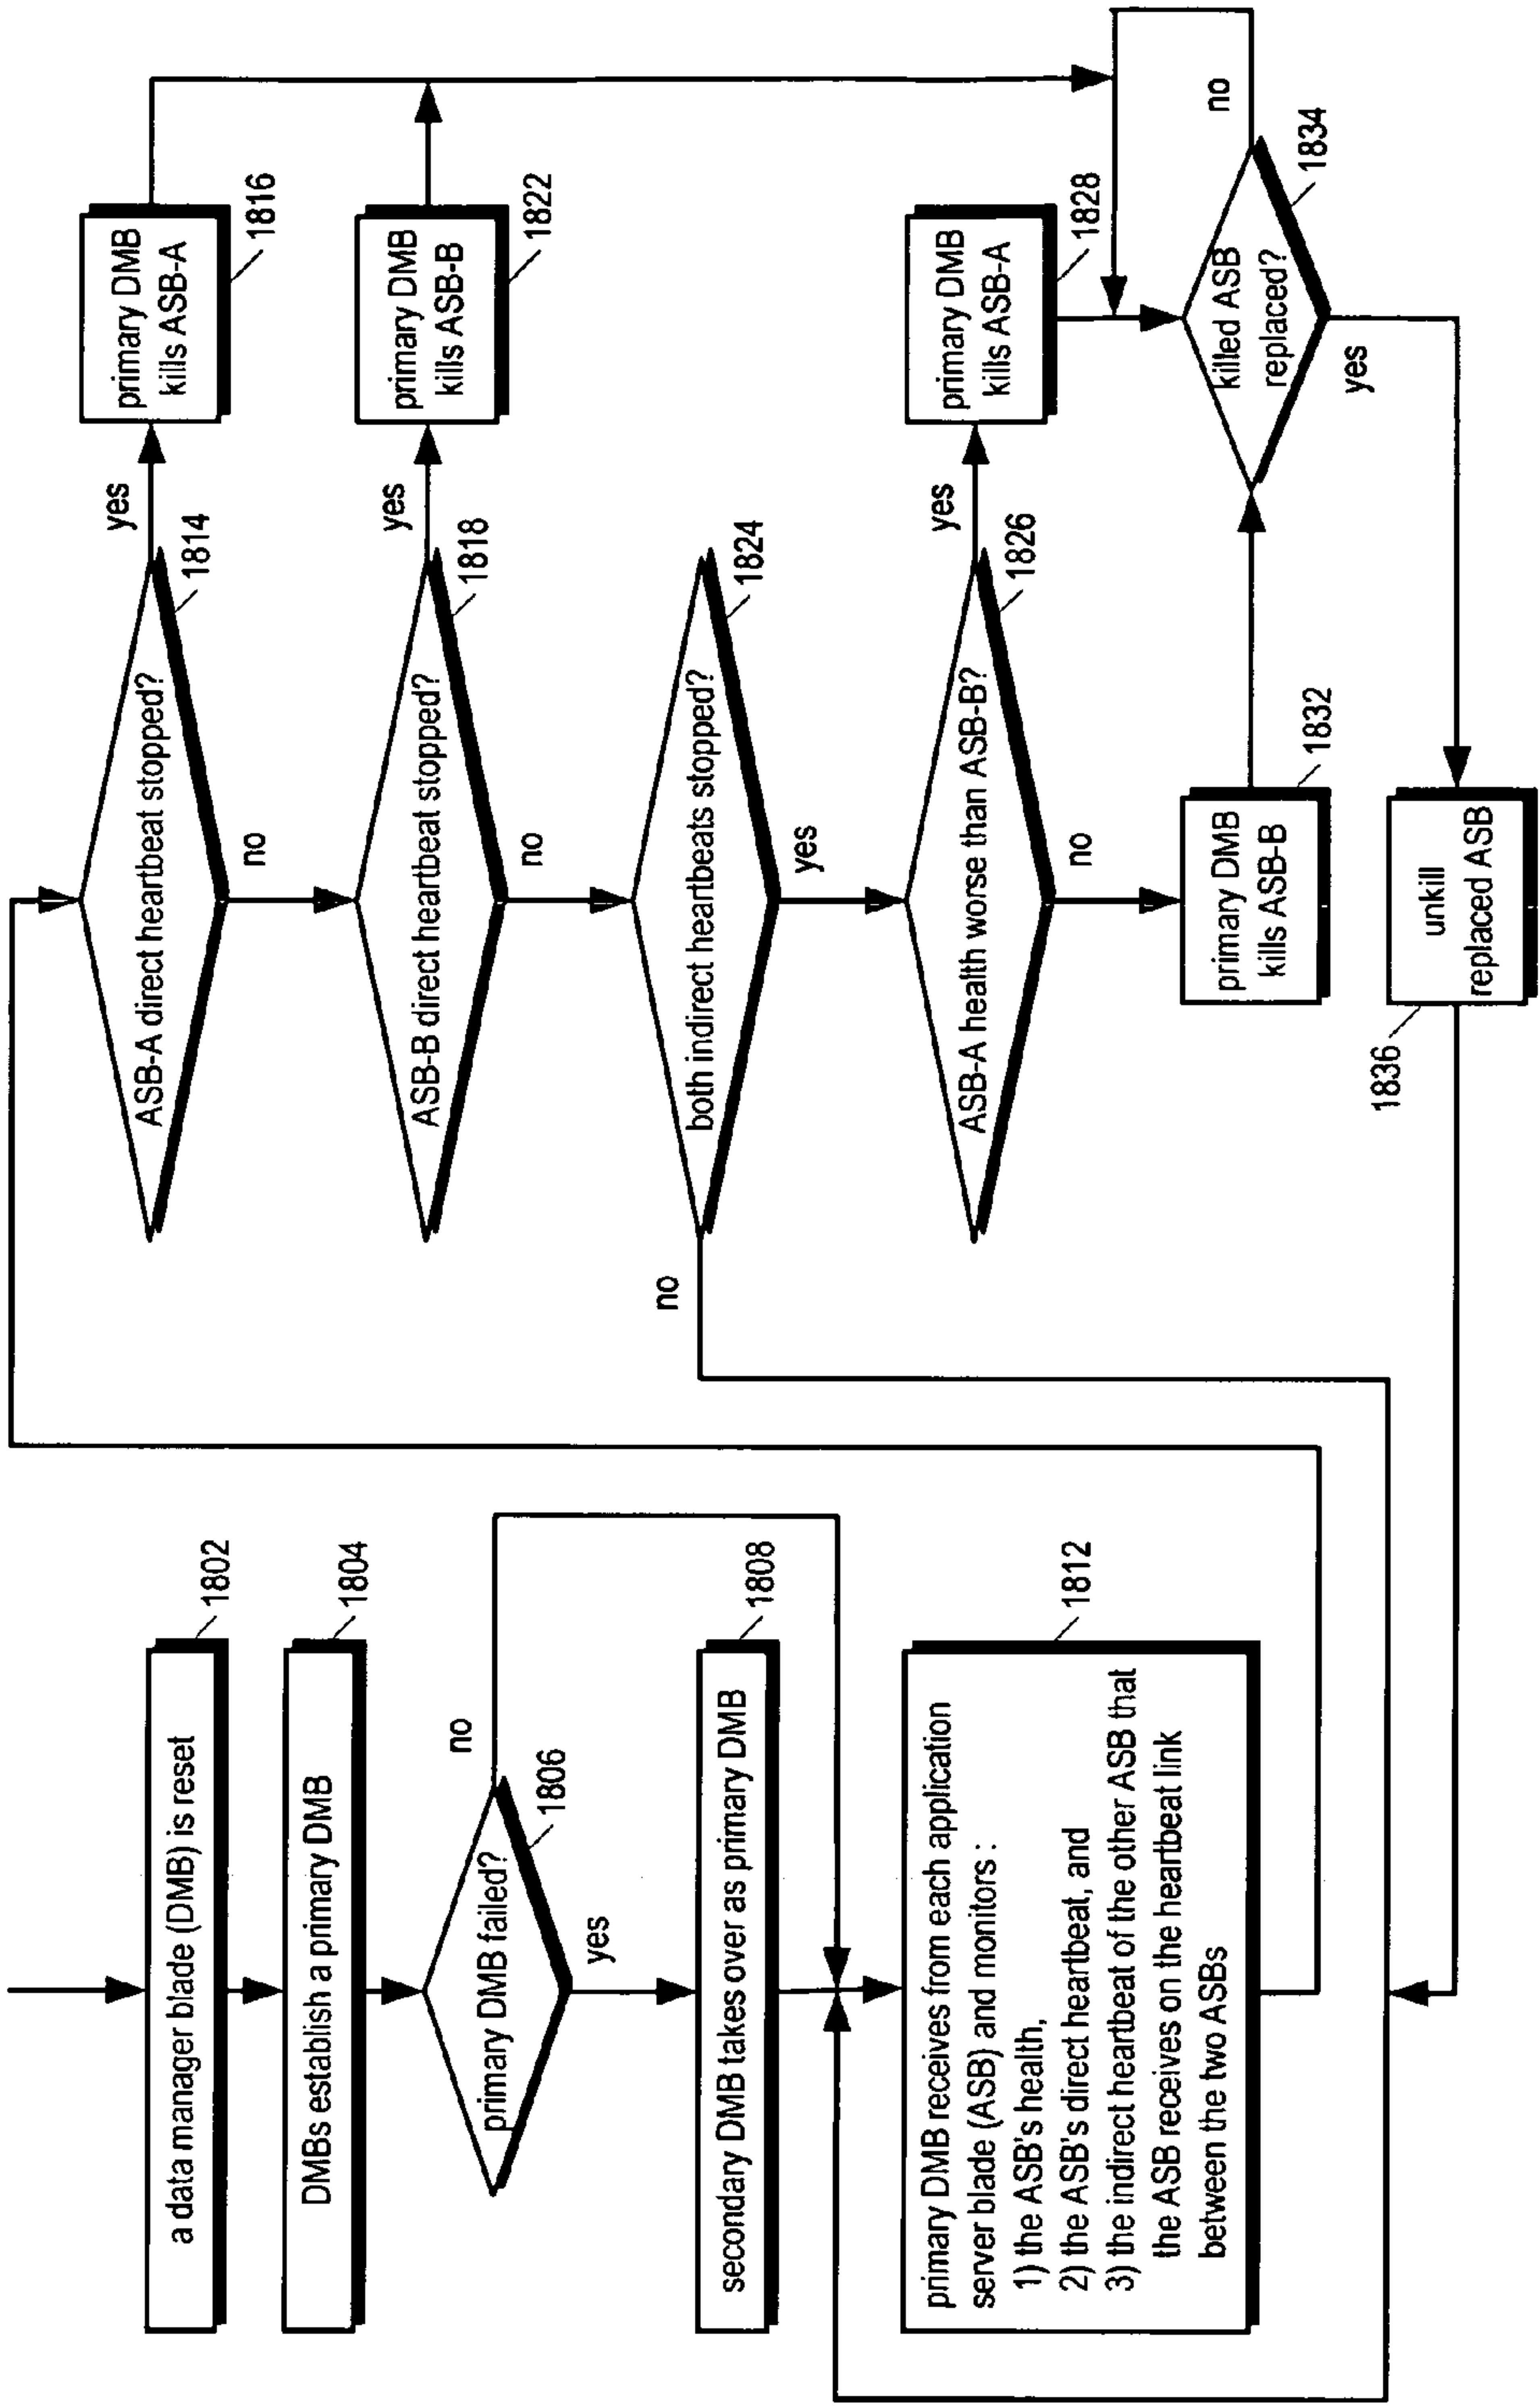 a data manager blade (DMB) is reset
1802
DMBs establish a primary DMB
1804
primary DMB failed?
1806
no
yes
secondary DMB takes over as primary DMB
1808
primary DMB receives from each application
server blade (ASB) and monitors :
1) the ASB's health,
2) the ASB's direct heartbeat, and
3) the indirect heartbeat of the other ASB that
the ASB receives on the heartbeat link
between the two ASBs
1812
ASB-A direct heartbeat stopped?
1814
yes
no
primary DMB
kills ASB-A
1816
ASB-B direct heartbeat stopped?
1818
yes
no
primary DMB
kills ASB-B
1822
both indirect heartbeats stopped?
1824
no
yes
ASB-A health worse than ASB-B?
1826
yes
no
primary DMB
kills ASB-A
1828
primary DMB
kills ASB-B
1832
killed ASB
replaced?
1834
no
yes
unkill
replaced ASB
1836